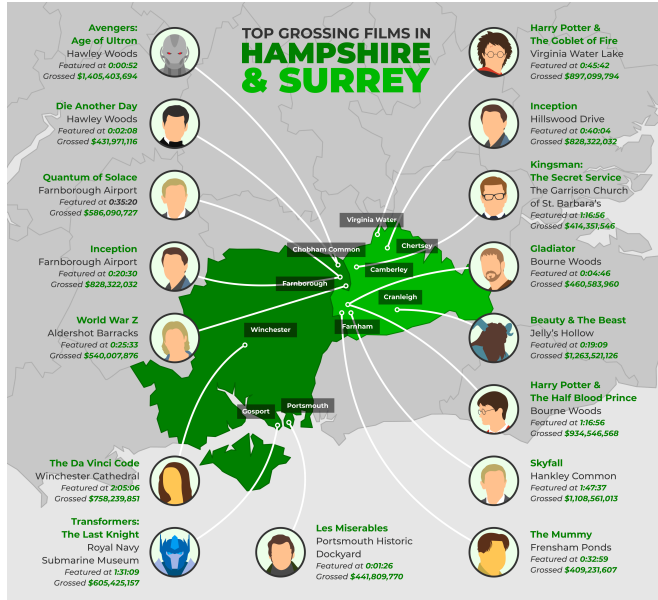 TOP GROSSING FILMS IN
HAMPSHIRE
& SURREY
Avengers:
Age of Ultron
Hawley Woods
Featured at 0:00:52
Grossed $1,405,403,694
Die Another Day
Hawley Woods
Featured at 0:02:08
Grossed $431,971,116
Quantum of Solace
Farnborough Airport
Featured at 0:35:20
Grossed $586,090,727
Inception
Farnborough Airport
Featured at 0:20:30
Grossed $828,322,032
World War Z
Aldershot Barracks
Featured at 0:25:33
Grossed $540,007,876
The Da Vinci Code
Winchester Cathedral
Featured at 2:05:06
Grossed $758,239,851
Transformers:
The Last Knight
Royal Navy
Submarine Museum
Featured at 1:31:09
Grossed $605,425,157
Les Miserables
Portsmouth Historic
Dockyard
Featured at 0:01:26
Grossed $441,809,770
Harry Potter &
The Goblet of Fire
Virginia Water Lake
Featured at 0:45:42
Grossed $897,099,794
Inception
Hillswood Drive
Featured at 0:40:04
Grossed $828,322,032
Kingsman:
The Secret Service
The Garrison Church
of St. Barbara's
Featured at 1:16:56
Grossed $414,351,546
Gladiator
Bourne Woods
Featured at 0:04:46
Grossed $460,583,960
Beauty & The Beast
Jelly's Hollow
Featured at 0:19:09
Grossed $1,263,521,126
Harry Potter &
The Half Blood Prince
Bourne Woods
Featured at 1:16:56
Grossed $934,546,568
Skyfall
Hankley Common
Featured at 1:47:37
Grossed $1,108,561,013
The Mummy
Frensham Ponds
Featured at 0:32:59
Grossed $409,231,607
Virginia Water
Chobham Common
Chertsey
Camberley
Farnborough
Cranleigh
Farnham
Winchester
Gosport
Portsmouth